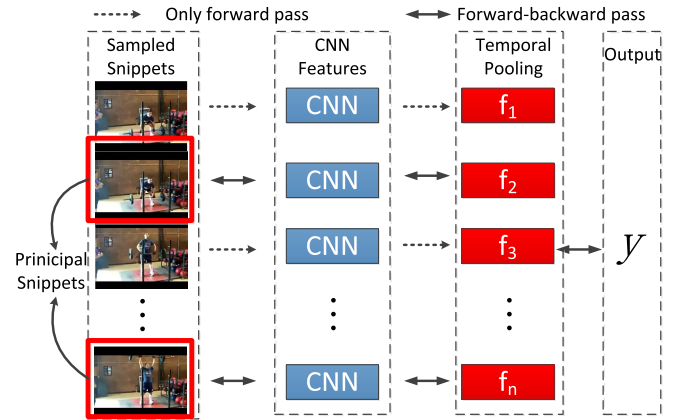 Only forward pass
Forward-backward pass
Sampled
Snippets
CNN
Features
Temporal
Pooling
Output
CNN
f1
CNN
f2
CNN
f3
y
Prinicipal
Snippets
CNN
fn